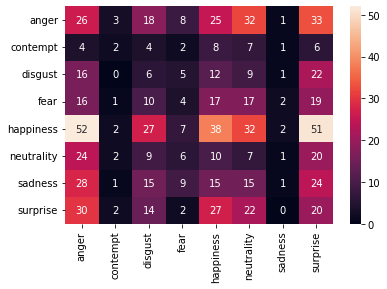 anger 26 3 18 8 25 32 1 33 50
contempt 4 2 4 2 8 7 1 6
disgust 16 0 6 5 12 9 1 22 40
fear 16 1 10 4 17 17 2 19 30
happiness 52 2 27 7 38 32 2 51
neutrality 24 2 9 6 10 7 1 20 20
sadness 28 1 15 9 15 15 1 24 10
surprise 30 2 14 2 27 22 0 20 0
anger contempt disgust fear happiness neutrality sadness surprise